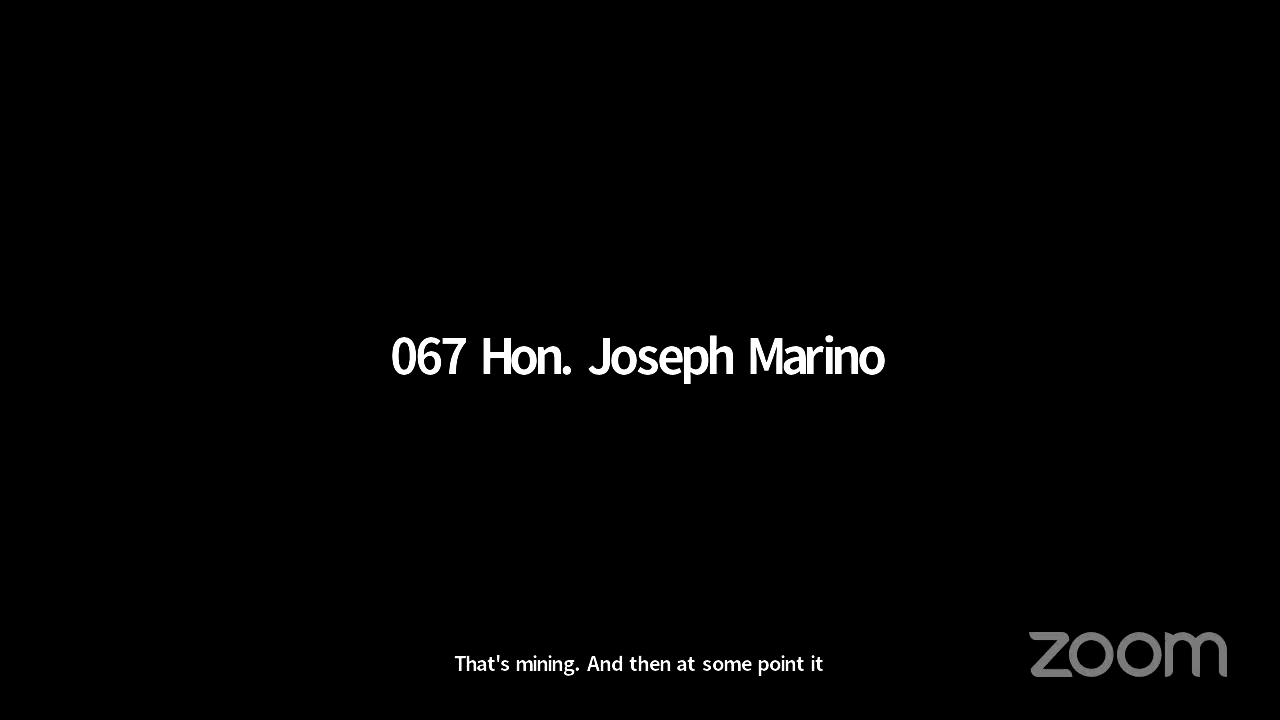 067 Hon. Joseph Marino
That's mining. And then at some point it
zoom